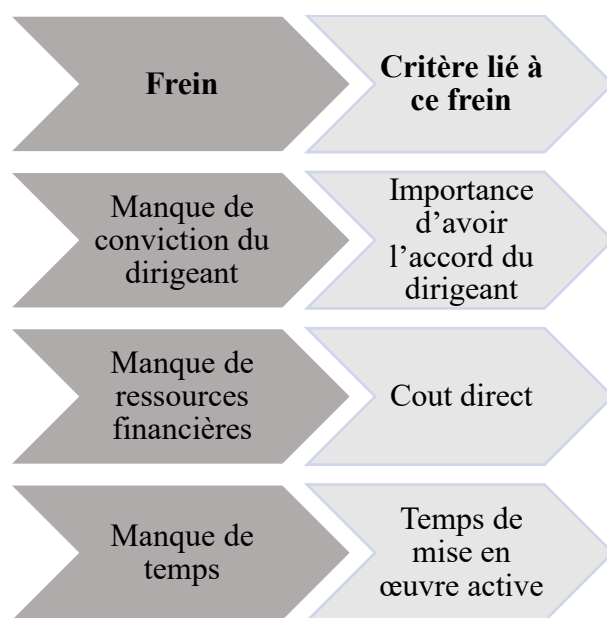 Frein
Critère lié à
ce frein
Manque de
conviction du
dirigeant
Importance
d’avoir
l’accord du
dirigeant
Manque de
ressources
financières
Cout direct
Manque de
temps
Temps de
mise en
œuvre active